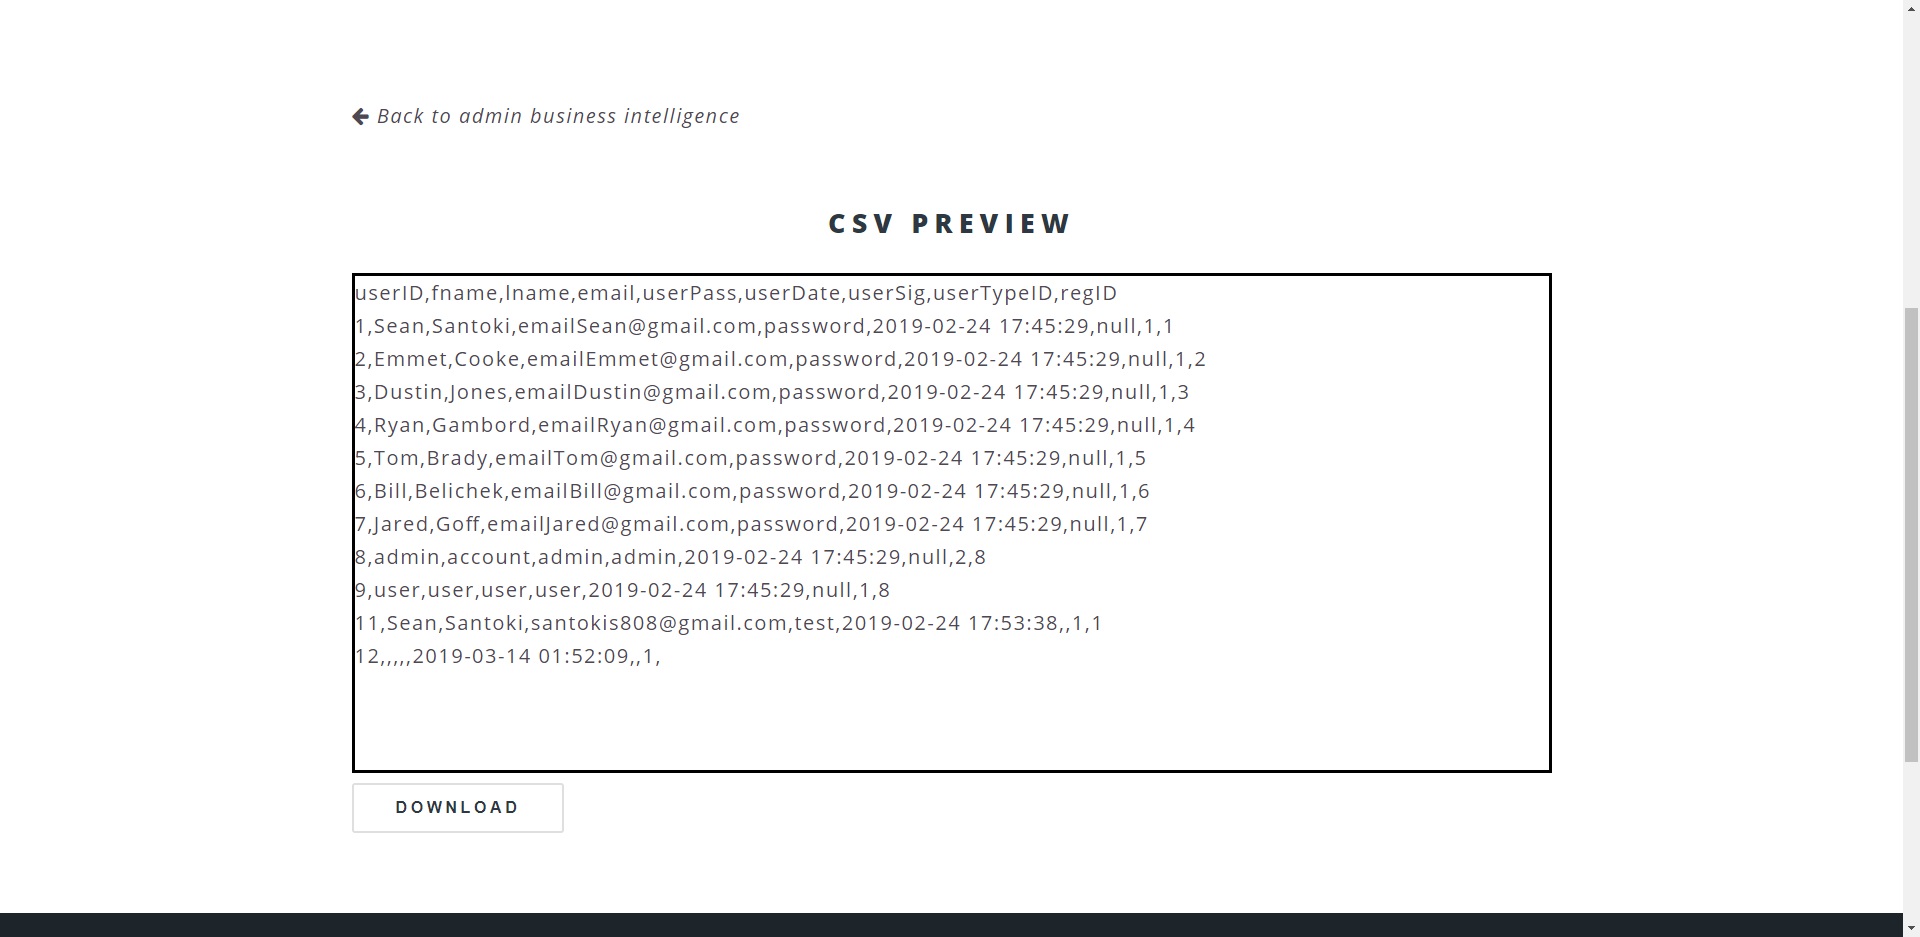 Back to admin business intelligence
CSV PREVIEW
userID,fname,lname,email,userPass,userDate,userSig,userTypeID,regID
1,Sean,Santoki,emailSean@gmail.com,password,2019-02-24 17:45:29,null,1,1
2,Emmet,Cooke,emailEmmet@gmail.com,password,2019-02-24 17:45:29,null,1,2
3,Dustin,Jones,emailDustin@gmail.com,password,2019-02-24 17:45:29,null,1,3
4,Ryan,Gambord,emailRyan@gmail.com,password,2019-02-24 17:45:29,null,1,4
5,Tom,Brady,emailTom@gmail.com,password,2019-02-24 17:45:29,null,1,5
6,Bill,Belichek,emailBill@gmail.com,password,2019-02-24 17:45:29,null,1,6
7,Jared,Goff,emailJared@gmail.com,password,2019-02-24 17:45:29,null,1,7
8,admin,account,admin,admin,2019-02-24 17:45:29,null,2,8
9,user,user,user,user,2019-02-24 17:45:29,null,1,8
11,Sean,Santoki,santokis808@gmail.com,test,2019-02-24 17:53:38,,1,1
12,,,,,2019-03-14 01:52:09,,1,
DOWNLOAD